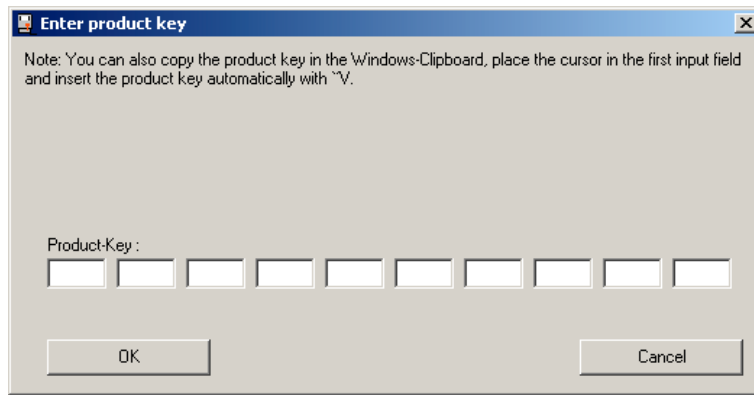 Enter product key
Note: You can also copy the product key in the Windows-Clipboard, place the cursor in the first input field
and insert the product key automatically with ˜V.
Product-Key :
OK Cancel